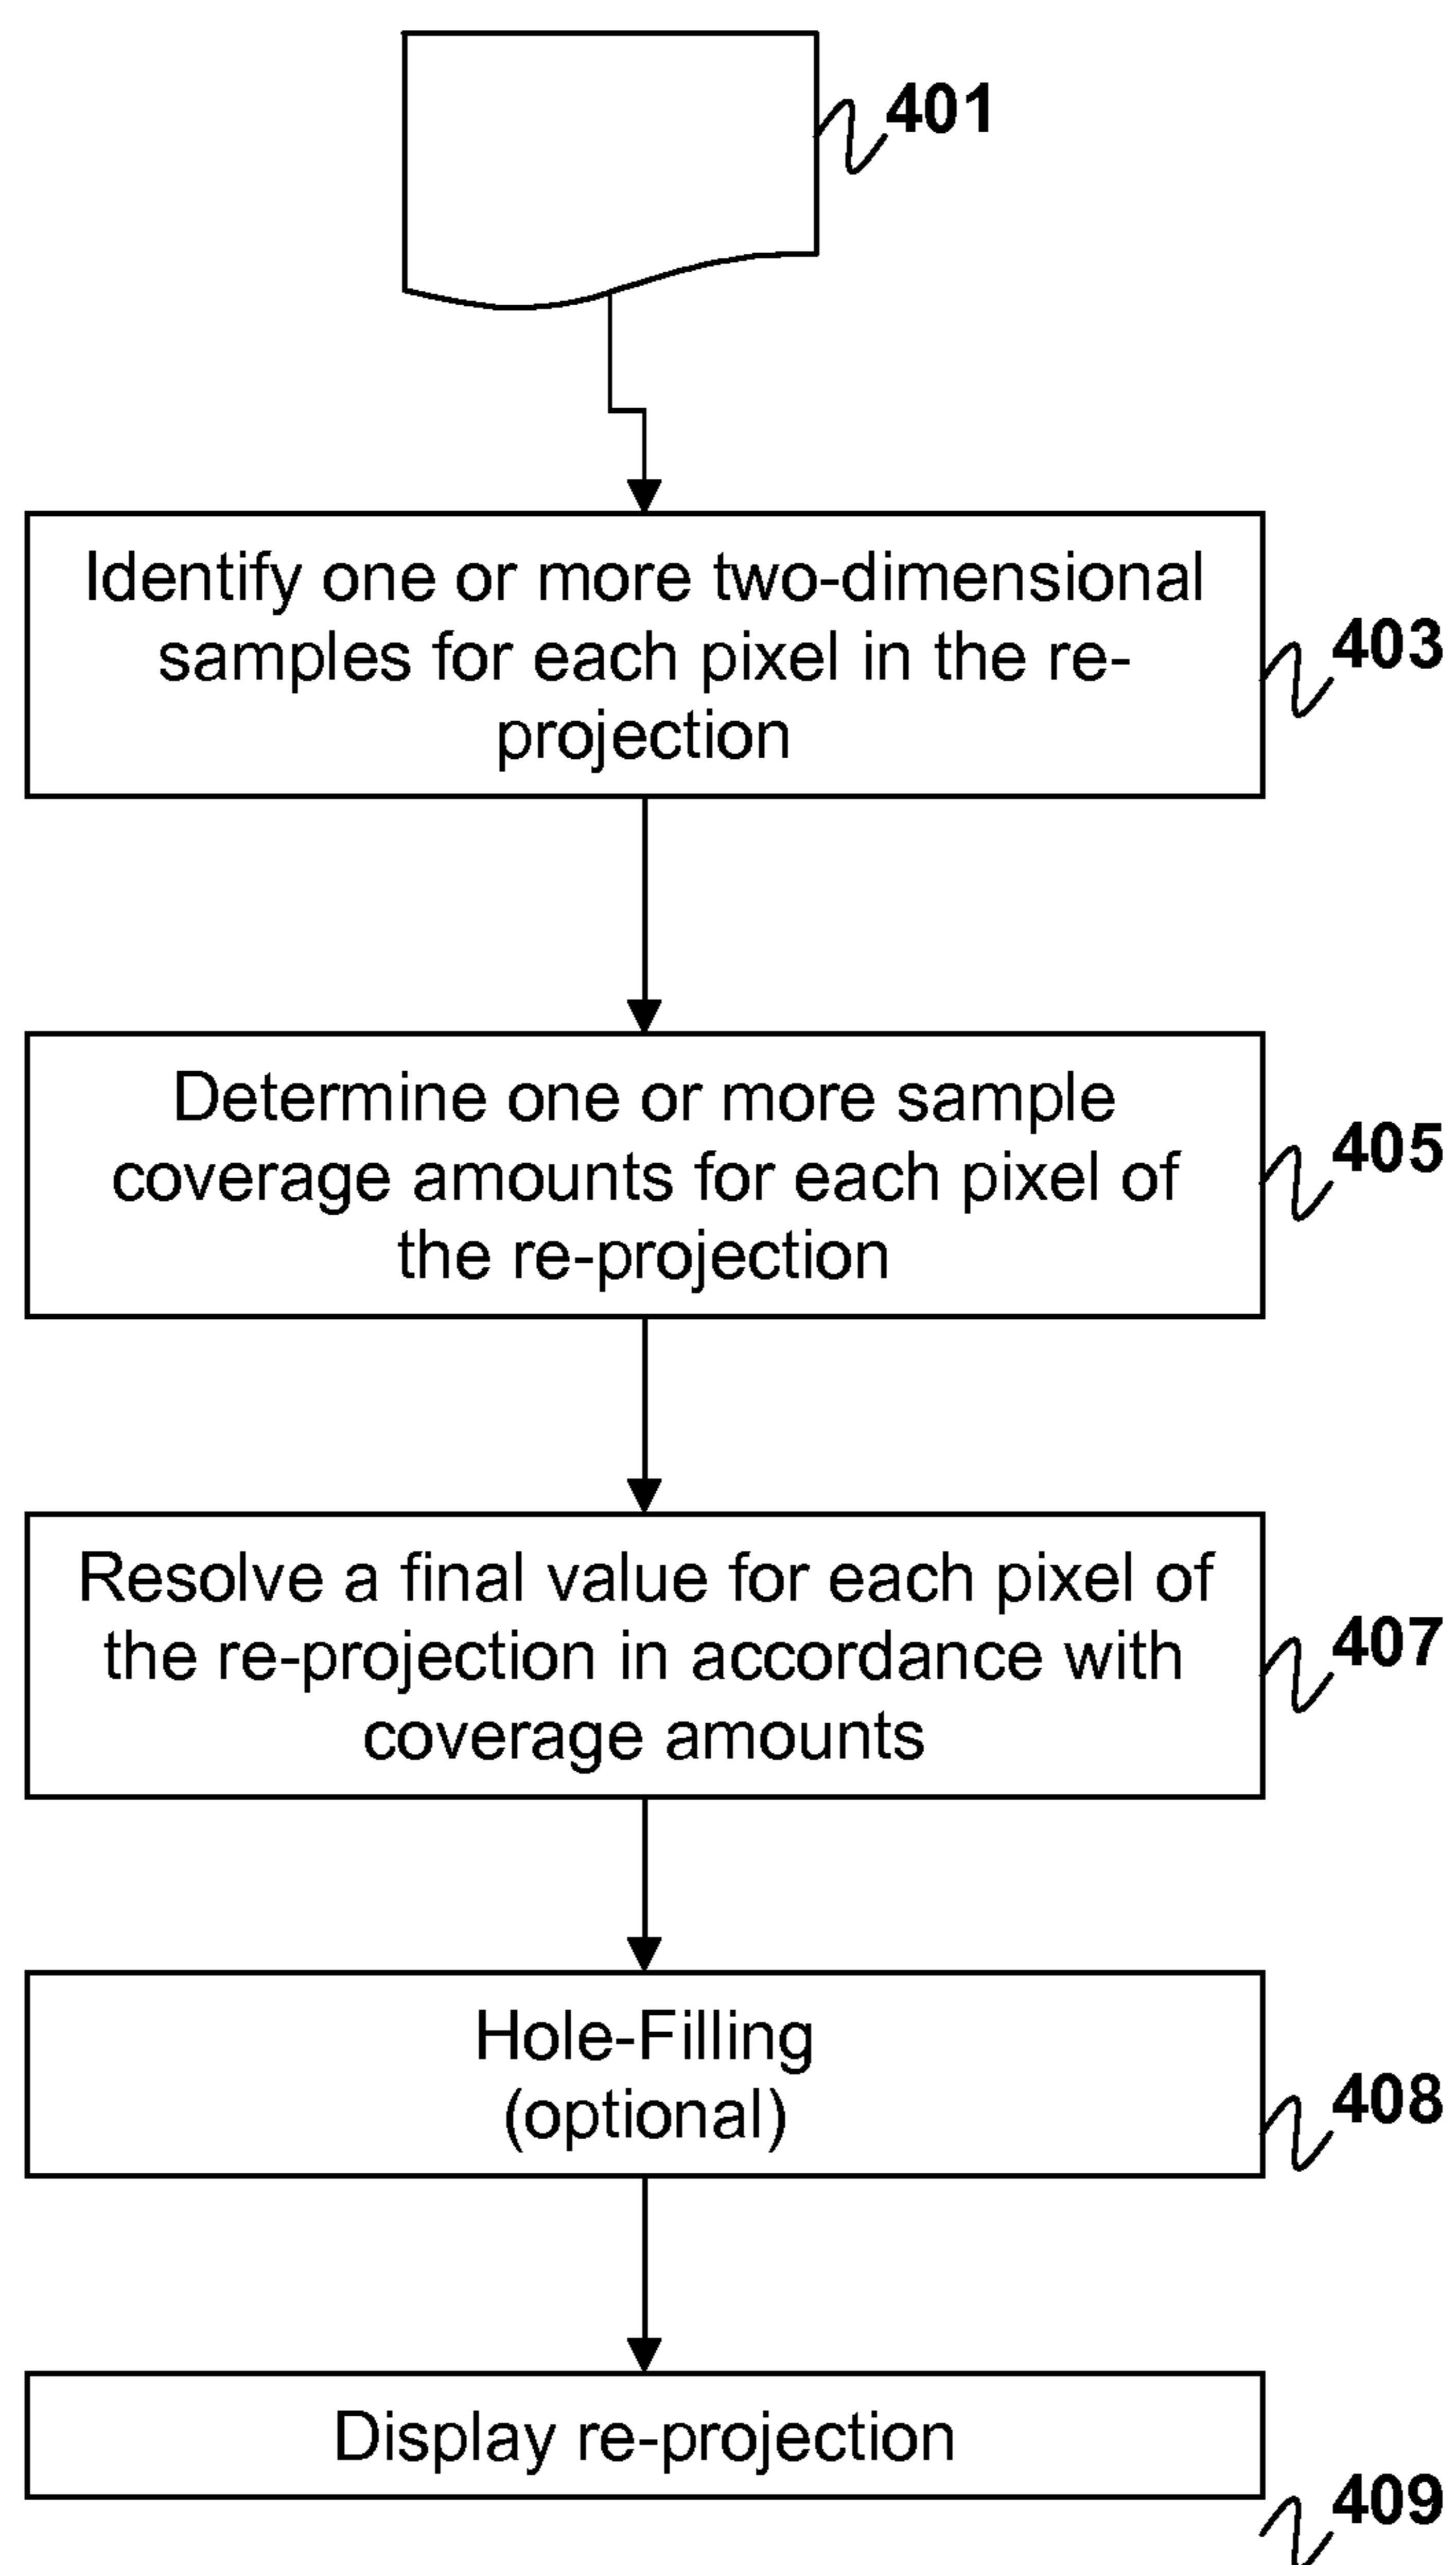 401
Identify one or more two-dimensional
samples for each pixel in the re-
projection
403
Determine one or more sample
coverage amounts for each pixel of
the re-projection
405
Resolve a final value for each pixel of
the re-projection in accordance with
coverage amounts
407
Hole-Filling
(optional)
408
Display re-projection
409